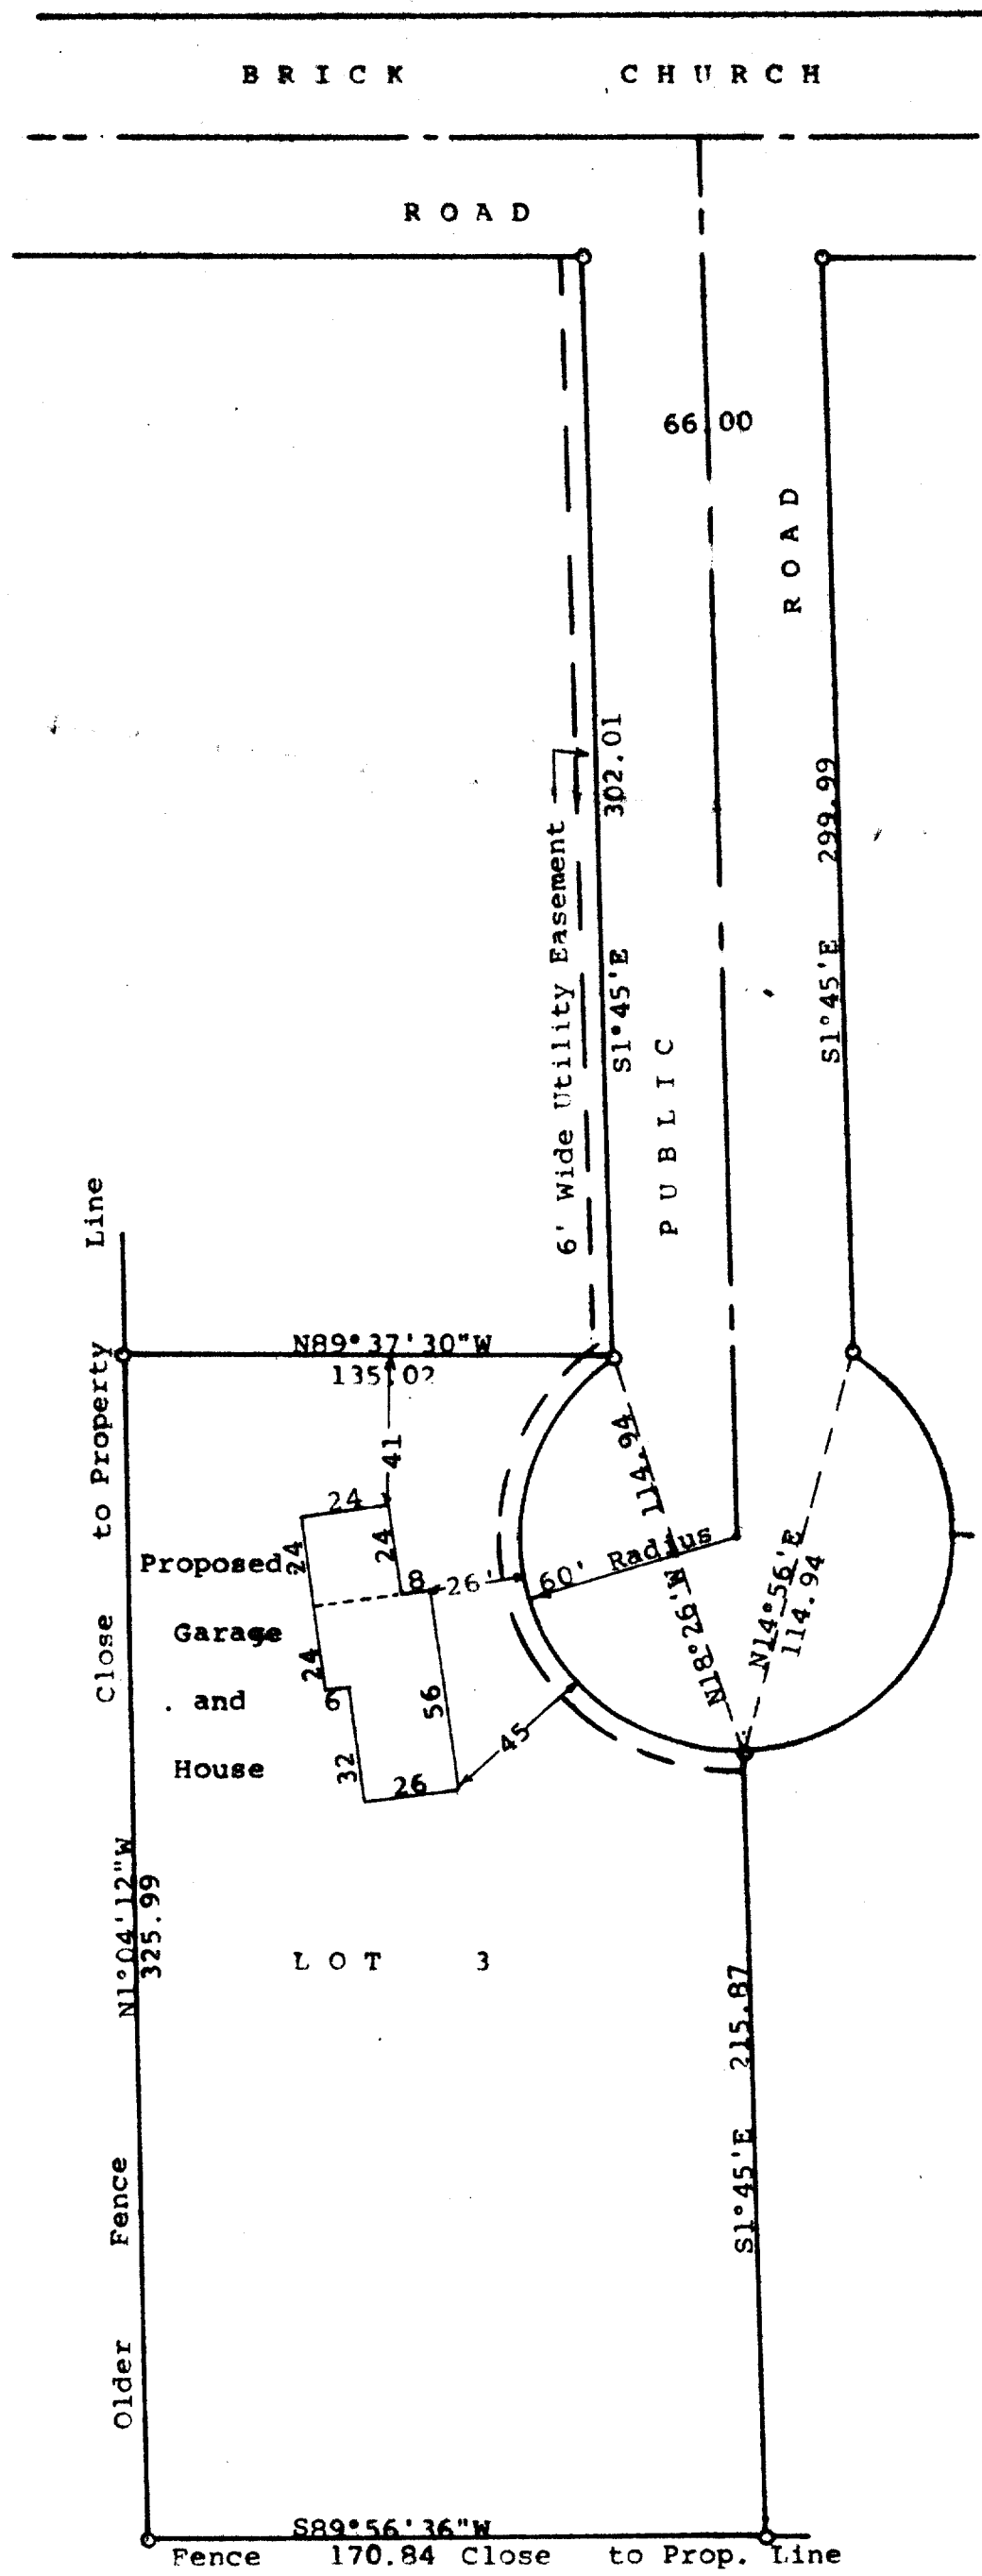 BRICK CHURCH
ROAD
66.00
ROAD
302.01
299.99
6' Wide Utility Easement
S1°45'E
S1°45'E
PUBLIC
Line
N89°37'30"W
135.02
to Property
41
114.94
24
24
24
Proposed
8
26'
60' Radius
N14°56'E
114.94
Garage
Close
24
N18°26'W
. and
6
56
45
House
32
26
N1°04'12"W
325.99
LOT 3
215.87
S1°45'E
Fence
Older
S89°56'36"W
Fence 170.84 Close to Prop. Line